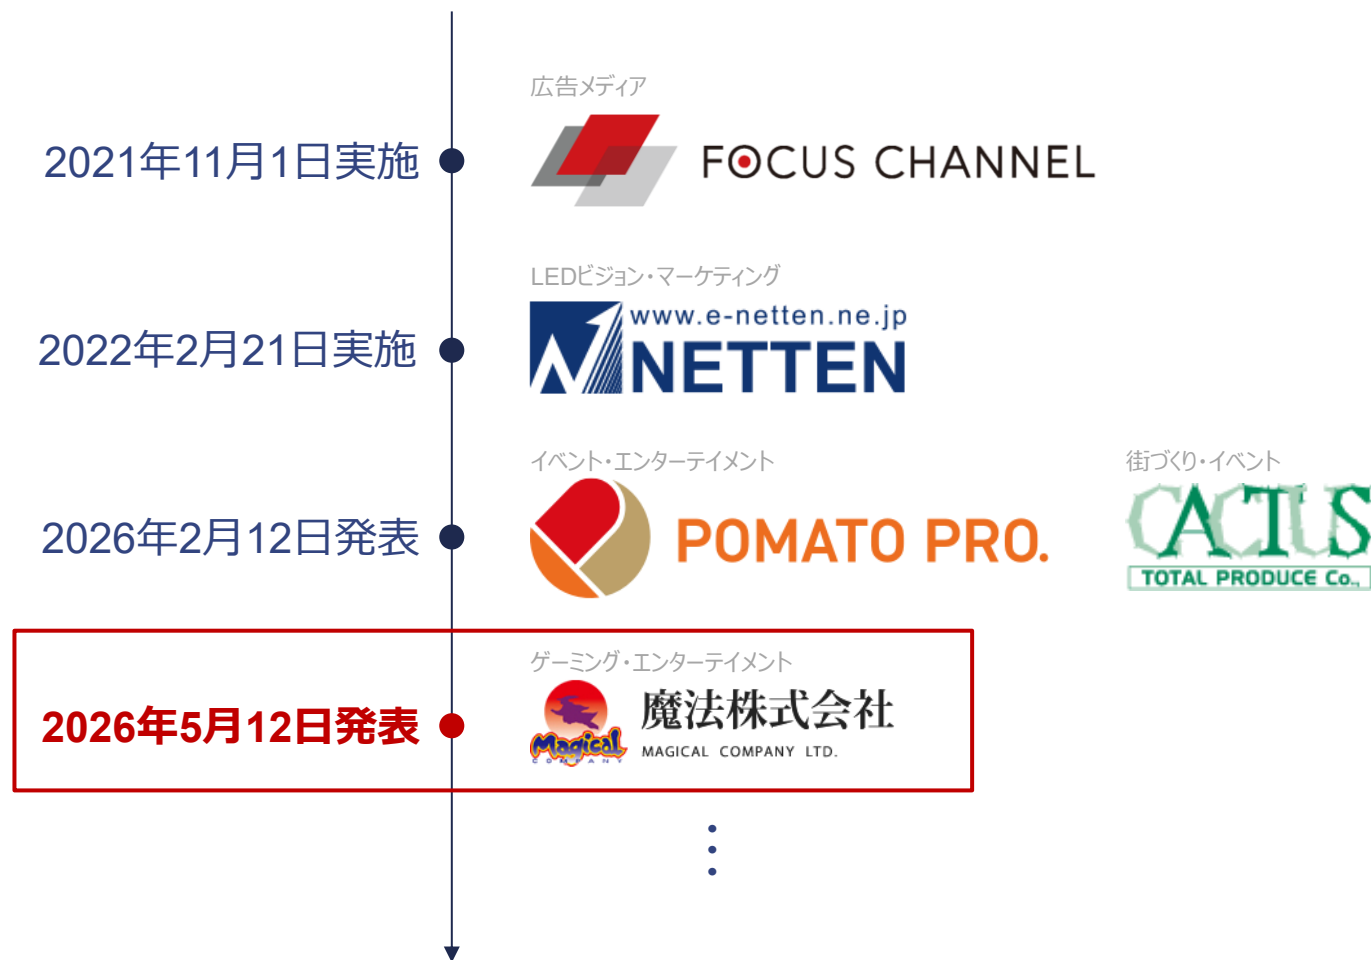 広告メディア
2021年11月1日実施
FOCUS CHANNEL
LEDビジョン・マーケティング
2022年2月21日実施
www.e-netten.ne.jp
NETTEN
イベント・エンターテイメント
街づくり・イベント
2026年2月12日発表
POMATO PRO.
CACTUS
TOTAL PRODUCE Co.,
ゲーミング・エンターテイメント
2026年5月12日発表
Magical
COMPANY
魔法株式会社
MAGICAL COMPANY LTD.